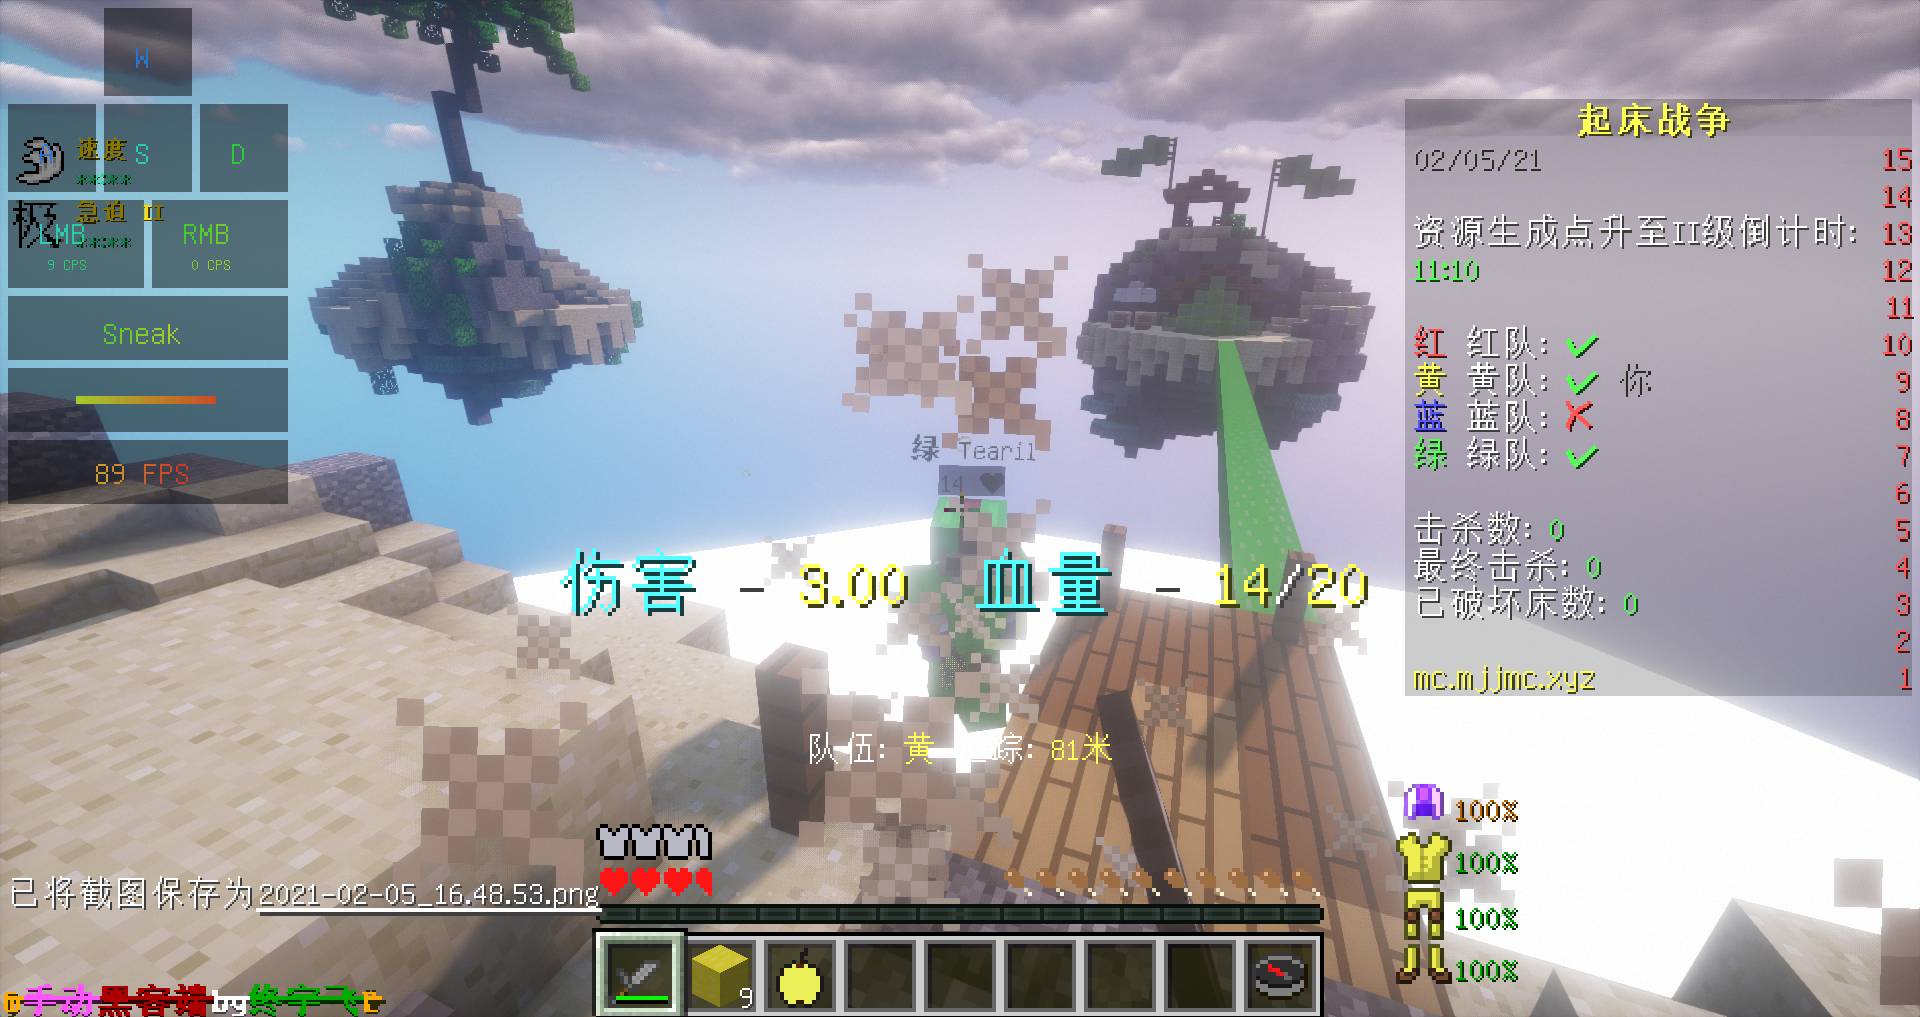 W
速度 S
**:**
D
极 急迫 II
LMB **:**
9 CPS
RMB
0 CPS
Sneak
89 FPS
起床战争
02/05/21 15
14
资源生成点升至II级倒计时: 13
11:10 12
11
红 红队: ✓ 10
黄 黄队: ✓ 你 9
蓝 蓝队: ✗ 8
绿 绿队: ✓ 7
6
击杀数: 0 5
最终击杀: 0 4
已破坏床数: 0 3
2
mc.mjjmc.xyz 1
绿 Tearil
14 ♥
伤害 - 3.00 血量 - 14/20
队伍: 黄 踪: 81米
100%
100%
100%
100%
已将截图保存为2021-02-05_16.48.53.png
9
@手动黑客端bg终宇飞